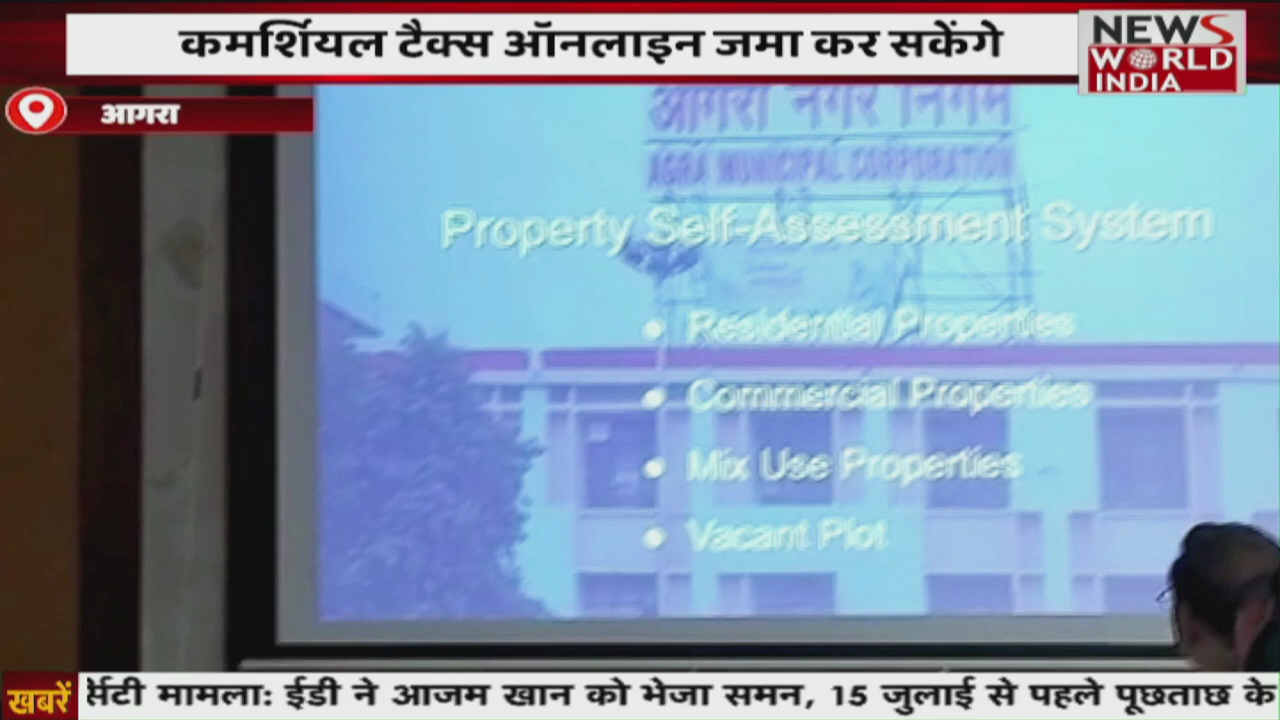 कमर्शियल टैक्स ऑनलाइन जमा कर सकेंगे
NEWS
WORLD
INDIA
आगरा
आगरा नगर निगम
AGRA MUNICIPAL CORPORATION
Property Self-Assessment System
• Residential Properties
• Commercial Properties
• Mix Use Properties
• Vacant Plot
खबरें
र्सिटी मामला: ईडी ने आजम खान को भेजा समन, 15 जुलाई से पहले पूछताछ के